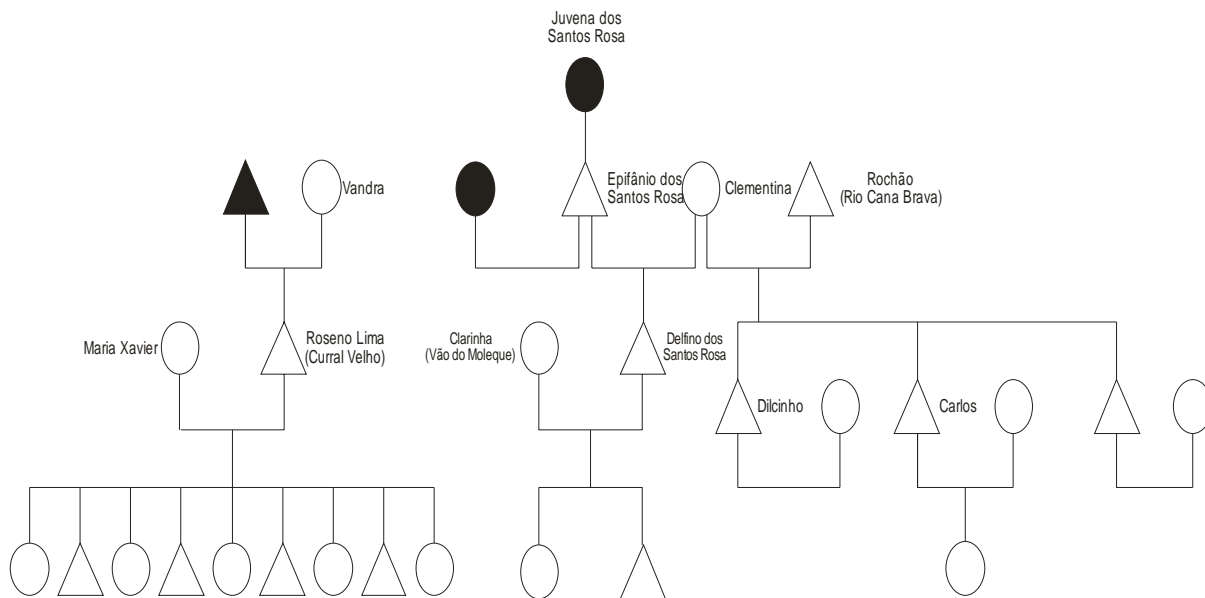 Juvena dos
Santos Rosa
Vandra
Epifânio dos
Santos Rosa
Clementina
Rochão
(Rio Cana Brava)
Maria Xavier
Roseno Lima
(Curral Velho)
Clarinha
(Vão do Moleque)
Delfino dos
Santos Rosa
Dilcinho
Carlos